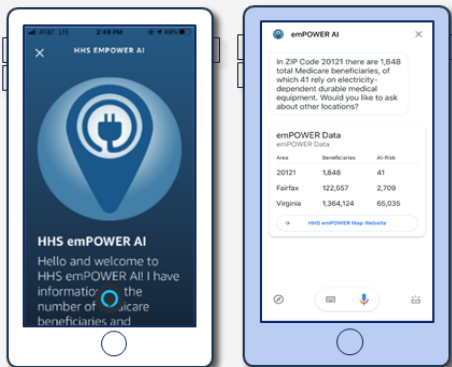 AT&T LTE 2:49 PM 49%
HHS EMPOWER AI
HHS emPOWER AI
Hello and welcome to
HHS emPOWER AI! I have
information the
number of icare
beneficiaries and
emPOWER AI
In ZIP Code 20121 there are 1,848
total Medicare beneficiaries, of
which 41 rely on electricity-
dependent durable medical
equipment. Would you like to ask
about other locations?
emPOWER Data
emPOWER Data
Area Beneficiaries At-Risk
20121 1,848 41
Fairfax 122,557 2,709
Virginia 1,364,124 65,035
HHS emPOWER Map Website